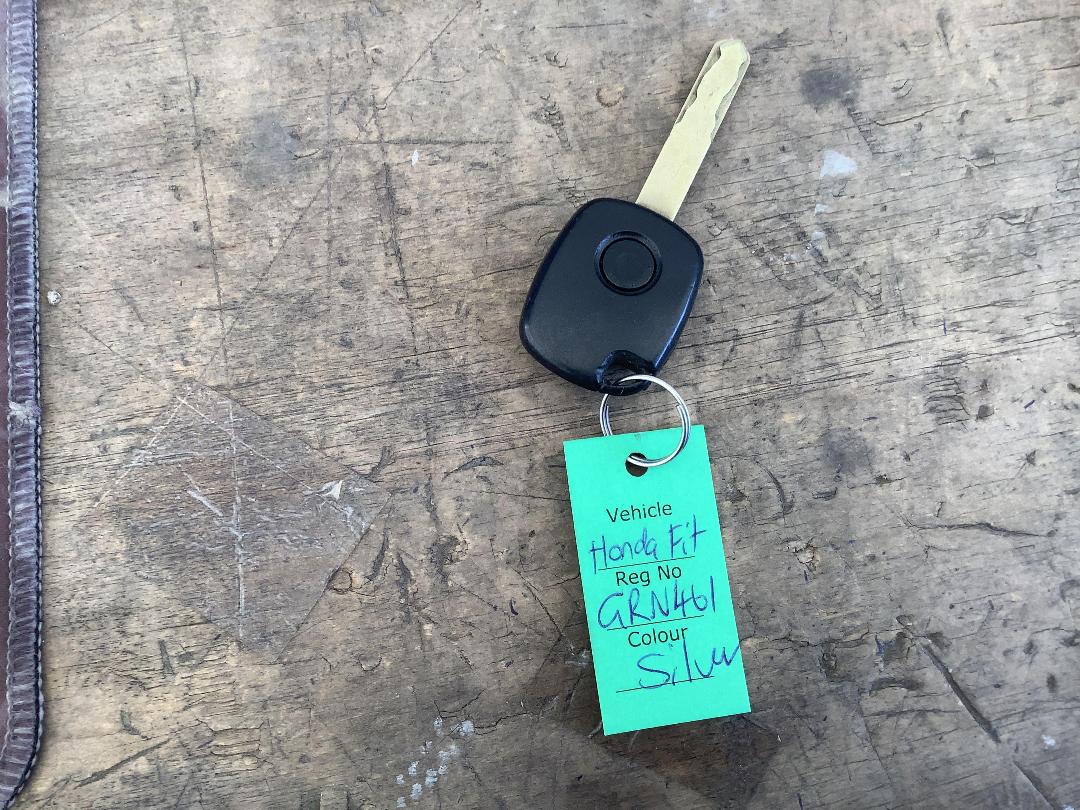 Vehicle
Honda Fit
Reg No
GRN461
Colour
Silver